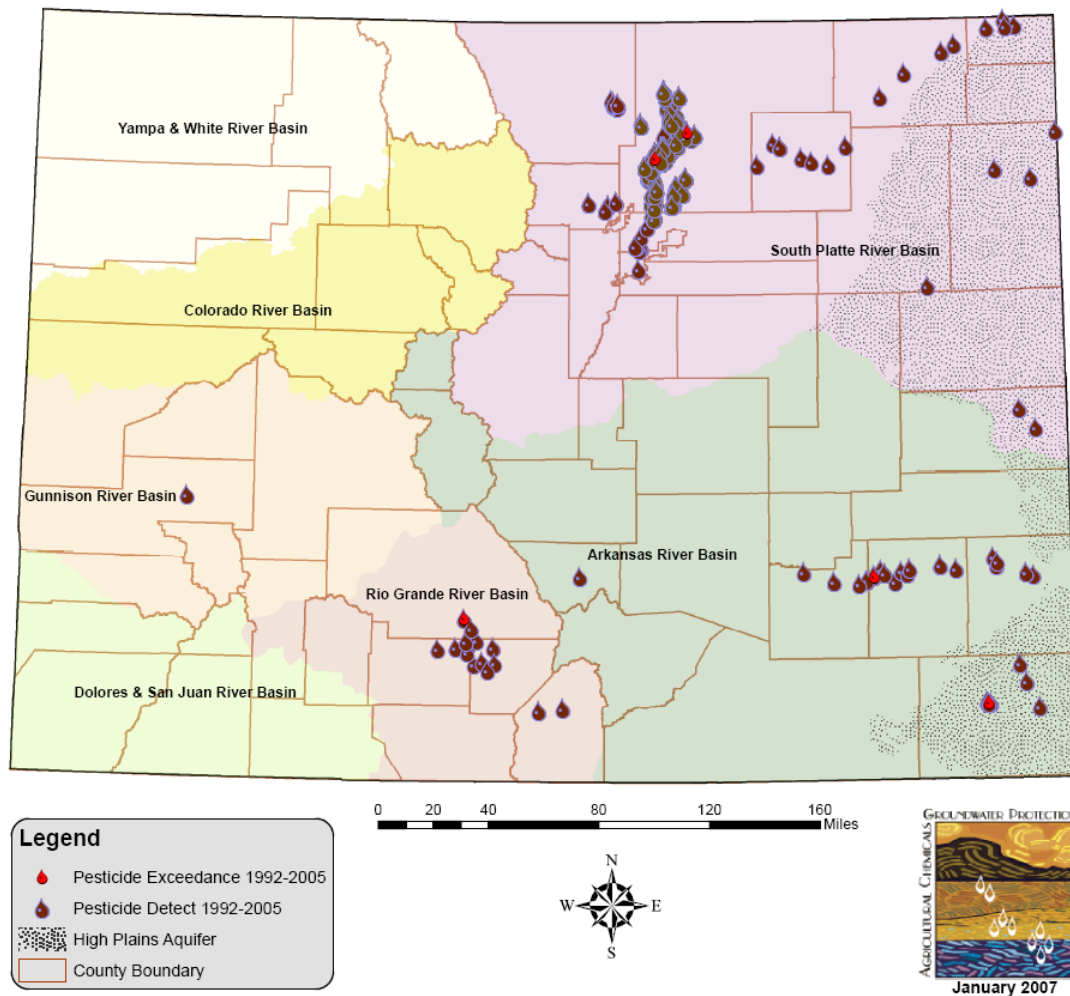 Yampa & White River Basin
South Platte River Basin
Colorado River Basin
Gunnison River Basin
Arkansas River Basin
Rio Grande River Basin
Dolores & San Juan River Basin
0 20 40 80 120 160
Miles
Legend
Pesticide Exceedance 1992-2005
Pesticide Detect 1992-2005
High Plains Aquifer
County Boundary
N
W E
S
GROUNDWATER PROTECTION
AGRICULTURAL CHEMICALS
January 2007